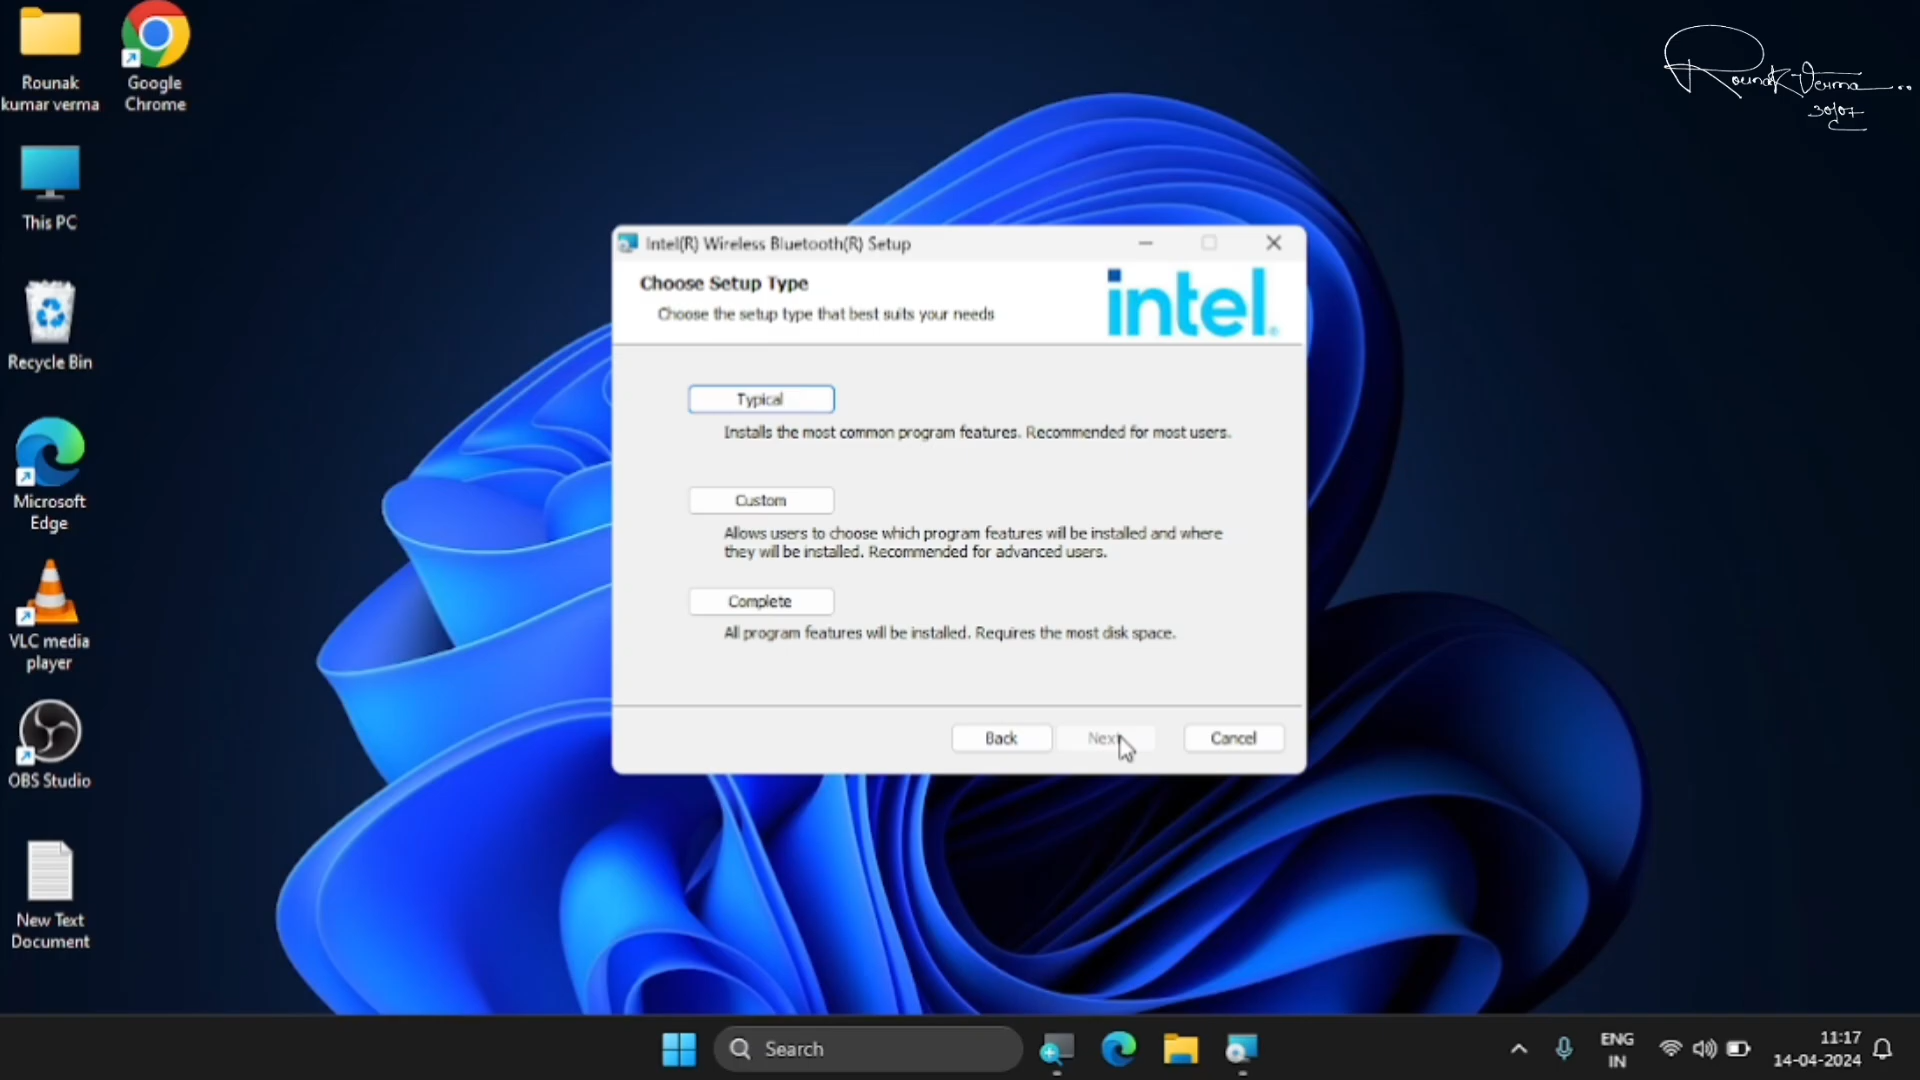 Rounak
kumar verma
Google
Chrome
This PC
Recycle Bin
Microsoft
Edge
VLC media
player
OBS Studio
New Text
Document
Rounak Verma
30/07
Intel(R) Wireless Bluetooth(R) Setup
Choose Setup Type
Choose the setup type that best suits your needs
intel.
Typical
Installs the most common program features. Recommended for most users.
Custom
Allows users to choose which program features will be installed and where
they will be installed. Recommended for advanced users.
Complete
All program features will be installed. Requires the most disk space.
Back
Next
Cancel
Search
ENG
IN
11:17
14-04-2024